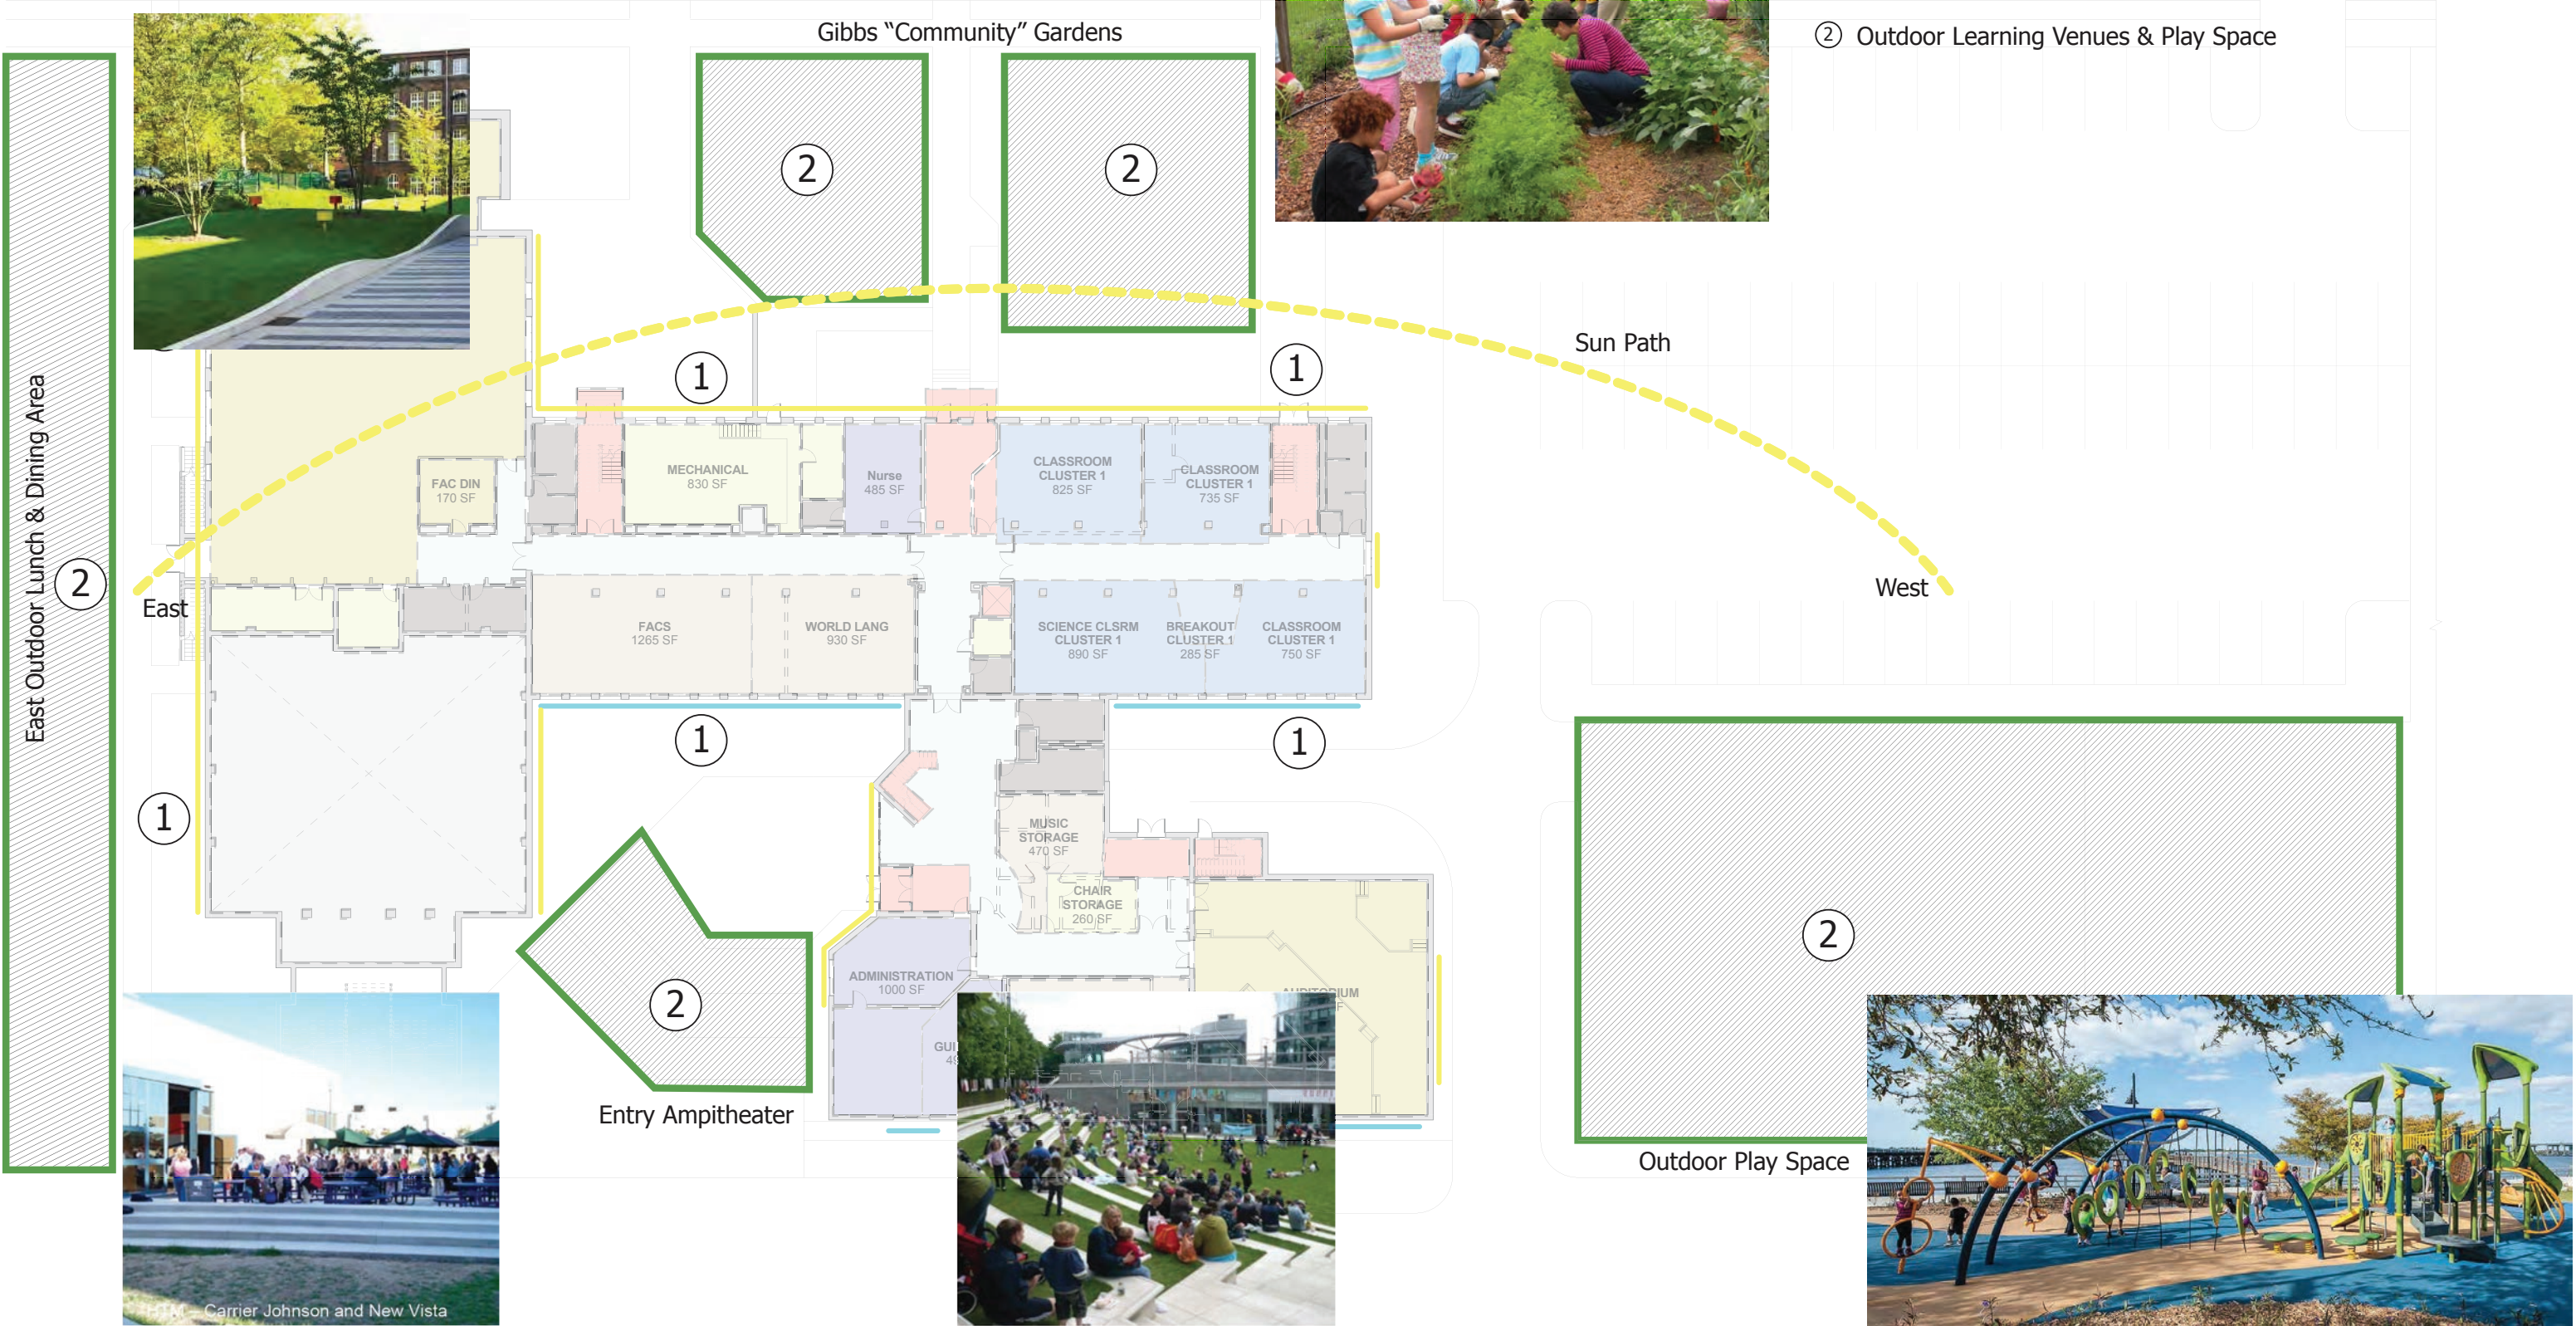 Gibbs “Community” Gardens
② Outdoor Learning Venues & Play Space
2
2
Sun Path
1
1
East Outdoor Lunch & Dining Area
2
East
West
FAC DIN
170 SF
MECHANICAL
830 SF
Nurse
485 SF
CLASSROOM
CLUSTER 1
825 SF
CLASSROOM
CLUSTER 1
735 SF
FACS
1265 SF
WORLD LANG
930 SF
SCIENCE CLSRM
CLUSTER 1
890 SF
BREAKOUT
CLUSTER 1
285 SF
CLASSROOM
CLUSTER 1
750 SF
1
1
1
MUSIC
STORAGE
470 SF
CHAIR
STORAGE
260 SF
2
ADMINISTRATION
1000 SF
2
AUDITORIUM
F
GUI
Entry Ampitheater
Outdoor Play Space
Carrier Johnson and New Vista